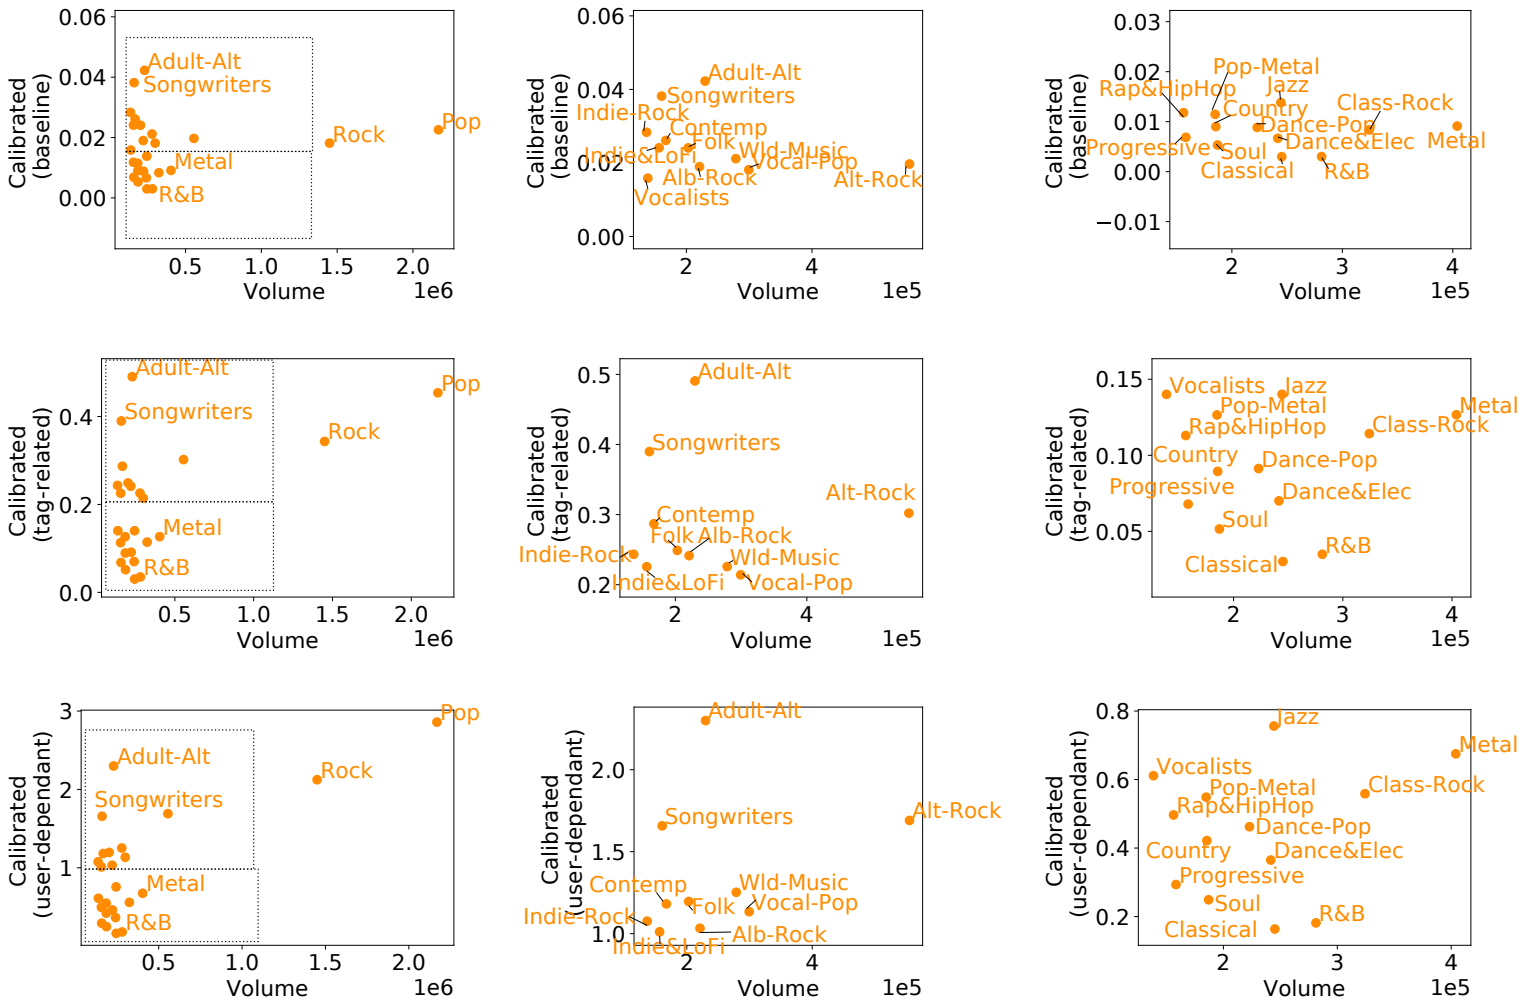 Calibrated
(baseline)
0.06
0.04
0.02
0.00
Adult-Alt
Songwriters
Metal
R&B
Rock
Pop
0.5
1.0
1.5
2.0
Volume
1e6
Calibrated
(baseline)
0.06
0.04
0.02
0.00
Adult-Alt
Songwriters
Indie-Rock
Contemp
Folk
Indie&LoFi
Wld-Music
Vocal-Pop
Alb-Rock
Alt-Rock
Vocalists
2
4
Volume
1e5
Calibrated
(baseline)
0.03
0.02
0.01
0.00
−0.01
Pop-Metal
Rap&HipHop
Jazz
Class-Rock
Country
Dance-Pop
Metal
Progressive
Soul
Dance&Elec
Classical
R&B
2
3
4
Volume
1e5
Calibrated
(tag-related)
0.4
0.2
0.0
Adult-Alt
Pop
Songwriters
Rock
Metal
R&B
0.5
1.0
1.5
2.0
Volume
1e6
Calibrated
(tag-related)
0.5
0.4
0.3
0.2
Adult-Alt
Songwriters
Alt-Rock
Contemp
Folk
Alb-Rock
Indie-Rock
Wld-Music
Indie&LoFi
Vocal-Pop
2
4
Volume
1e5
Calibrated
(tag-related)
0.15
0.10
0.05
Vocalists
Jazz
Pop-Metal
Metal
Rap&HipHop
Class-Rock
Country
Dance-Pop
Progressive
Dance&Elec
Soul
R&B
Classical
2
3
4
Volume
1e5
Calibrated
(user-dependant)
3
2
1
Pop
Adult-Alt
Rock
Songwriters
Metal
R&B
0.5
1.0
1.5
2.0
Volume
1e6
Calibrated
(user-dependant)
2.0
1.5
1.0
Adult-Alt
Songwriters
Alt-Rock
Contemp
Wld-Music
Vocal-Pop
Folk
Indie-Rock
Alb-Rock
Indie&LoFi
2
4
Volume
1e5
Calibrated
(user-dependant)
0.8
0.6
0.4
0.2
Jazz
Metal
Vocalists
Pop-Metal
Class-Rock
Rap&HipHop
Dance-Pop
Country
Dance&Elec
Progressive
Soul
R&B
Classical
2
3
4
Volume
1e5